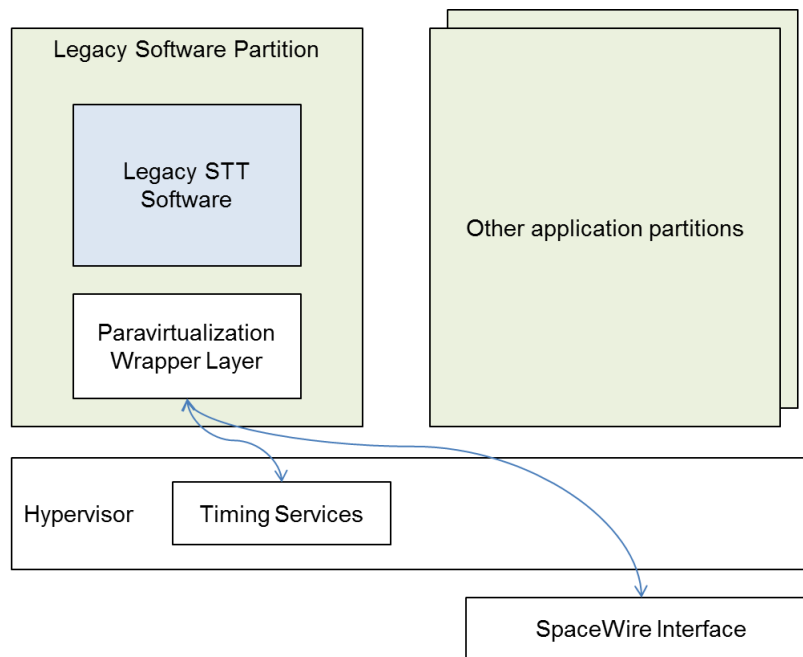 Legacy Software Partition
Legacy STT
Software
Paravirtualization
Wrapper Layer
Other application partitions
Hypervisor
Timing Services
SpaceWire Interface